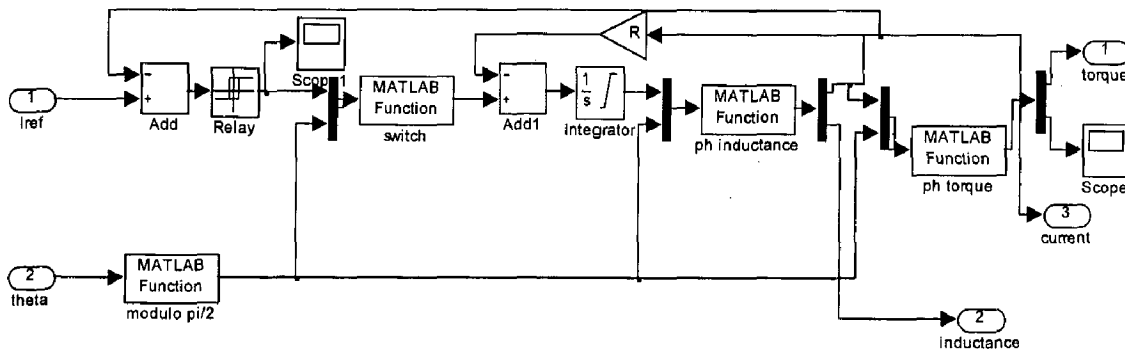 R
1
torque
Scope1
1
Iref
−
+
Add
Relay
MATLAB
Function
switch
−
+
Add1
1
s
Integrator
MATLAB
Function
ph inductance
MATLAB
Function
ph torque
Scope
3
current
2
theta
MATLAB
Function
modulo pi/2
2
inductance